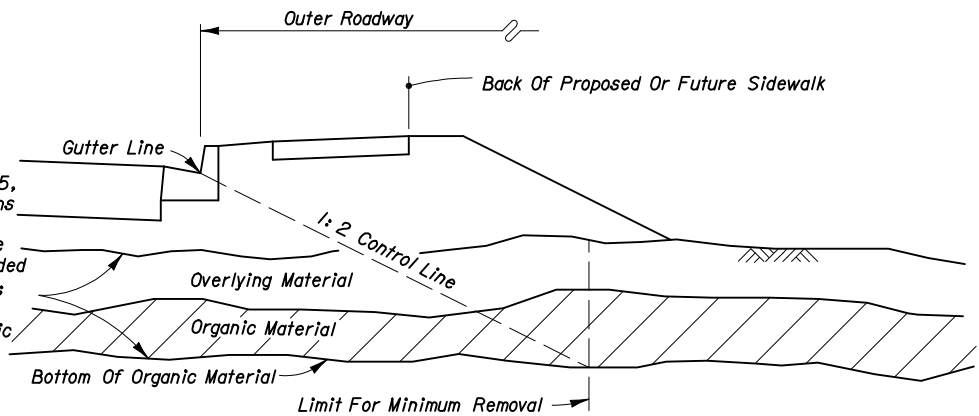 Outer Roadway
Back Of Proposed Or Future Sidewalk
Gutter Line
5,
1: 2 Control Line
Overlying Material
Organic Material
Bottom Of Organic Material
Limit For Minimum Removal